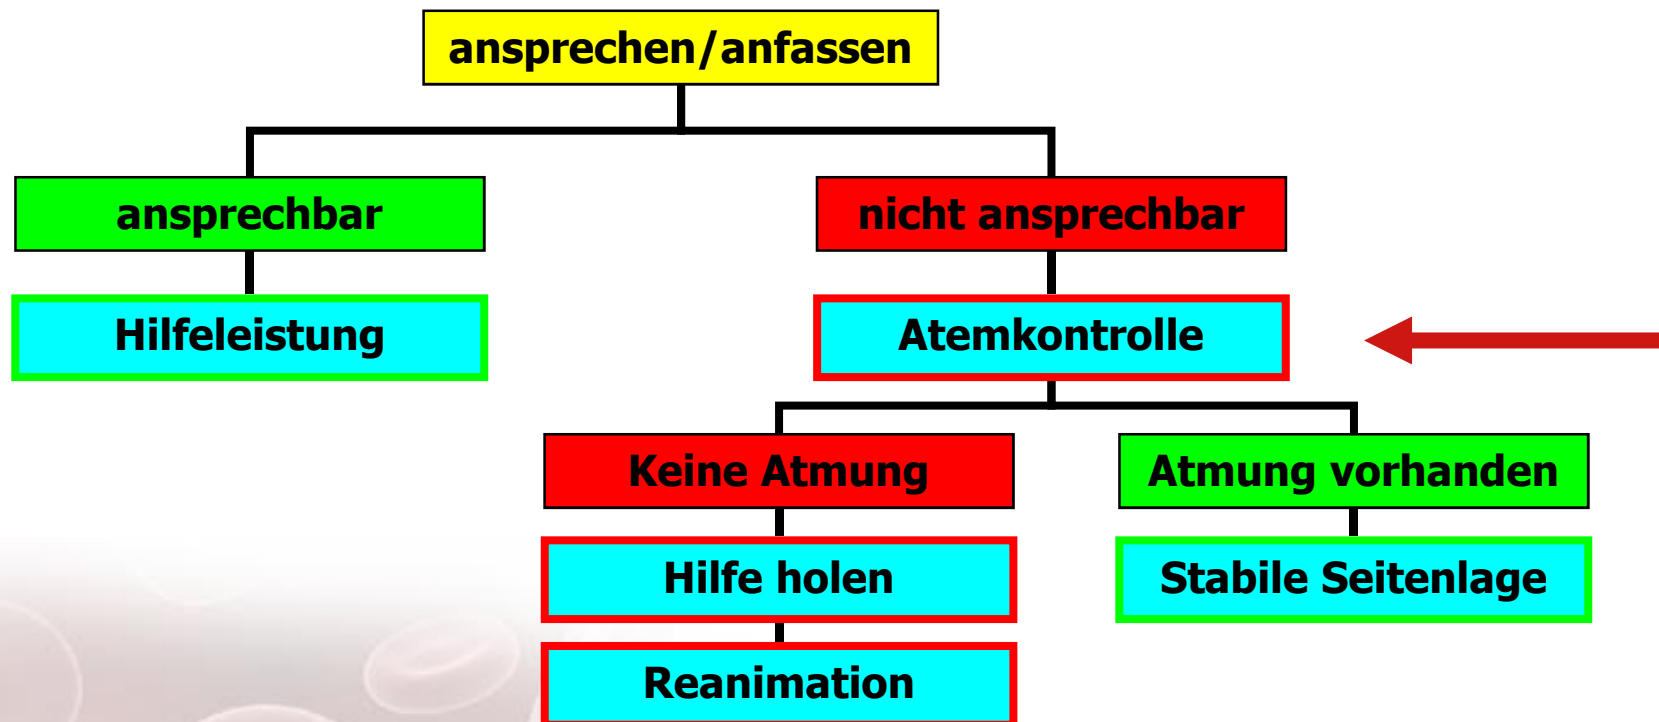 ansprechen/anfassen
ansprechbar
nicht ansprechbar
Hilfeleistung
Atemkontrolle
Keine Atmung
Atmung vorhanden
Hilfe holen
Stabile Seitenlage
Reanimation